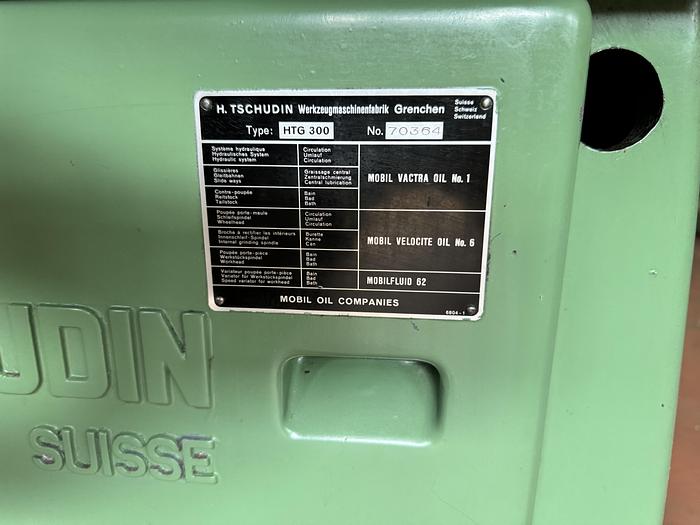 H. TSCHUDIN Werkzeugmaschinenfabrik Grenchen
Suisse
Schweiz
Switzerland
Type: HTG 300 No. 70364
Système hydraulique
Hydraulisches System
Hydraulic system
Circulation
Umlauf
Circulation
Glissières
Gleitbahnen
Slide ways
Graissage central
Zentralschmierung
Central lubrication
MOBIL VACTRA OIL No. 1
Contre-poupée
Reitstock
Tailstock
Bain
Bad
Bath
Poupée porte-meule
Schleifspindel
Wheelhead
Circulation
Umlauf
Circulation
Broche à rectifier les intérieurs
Innenschleif-Spindel
Internal grinding spindle
Burette
Kanne
Can
MOBIL VELOCITE OIL No. 6
Poupée porte-pièce
Werkstückspindel
Workhead
Bain
Bad
Bath
Variateur poupée porte-pièce
Variator für Werkstückspindel
Speed variator for workhead
Bain
Bad
Bath
MOBILFLUID 62
MOBIL OIL COMPANIES
6804-1
UDIN
SUISSE